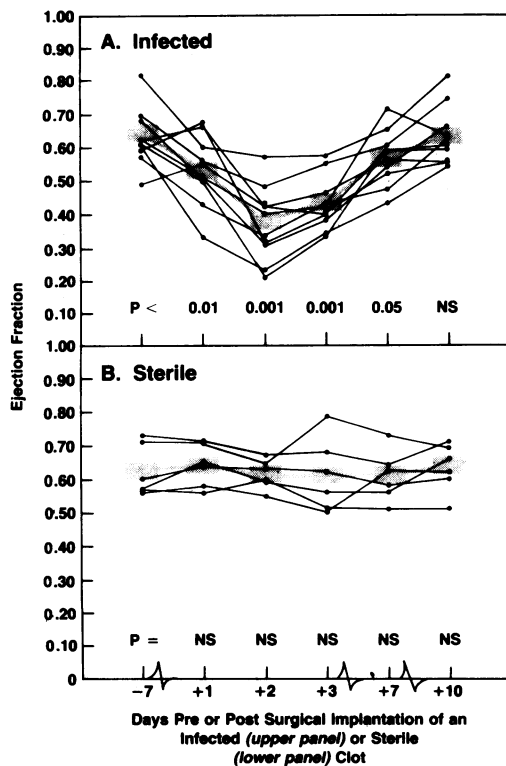 1.00
A. Infected
0.90
0.80
0.70
0.60
0.50
0.40
0.30
0.20
P < 0.01 0.001 0.001 0.05 NS
0.10
Ejection Fraction
1.00
B. Sterile
0.90
0.80
0.70
0.60
0.50
0.40
0.30
0.20
P = NS NS NS NS NS
0.10
0
−7 +1 +2 +3 +7 +10
Days Pre or Post Surgical Implantation of an
Infected (upper panel) or Sterile
(lower panel) Clot